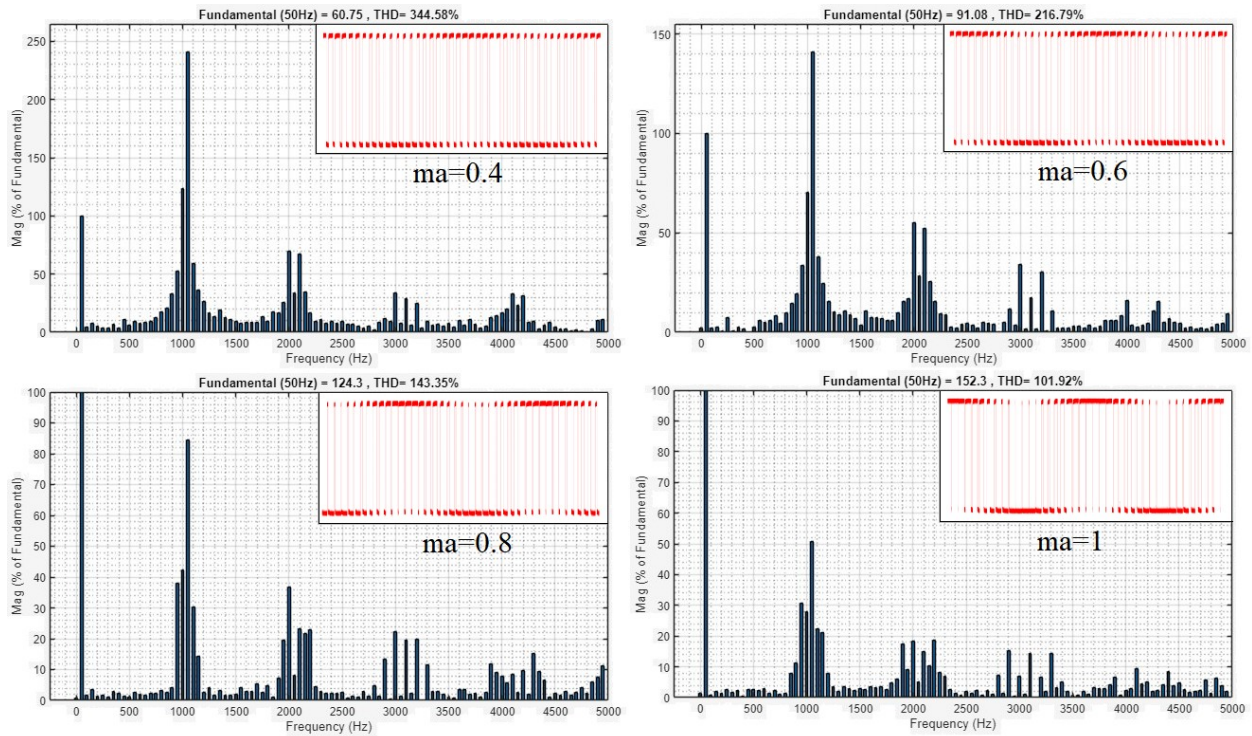 Fundamental (50Hz) = 60.75 , THD= 344.58%
250
200
150
100
50
0
Mag (% of Fundamental)
ma=0.4
0 500 1000 1500 2000 2500 3000 3500 4000 4500 5000
Frequency (Hz)
Fundamental (50Hz) = 91.08 , THD= 216.79%
150
100
50
0
Mag (% of Fundamental)
ma=0.6
0 500 1000 1500 2000 2500 3000 3500 4000 4500 5000
Frequency (Hz)
Fundamental (50Hz) = 124.3 , THD= 143.35%
100
90
80
70
60
50
40
30
20
10
0
Mag (% of Fundamental)
ma=0.8
0 500 1000 1500 2000 2500 3000 3500 4000 4500 5000
Frequency (Hz)
Fundamental (50Hz) = 152.3 , THD= 101.92%
100
90
80
70
60
50
40
30
20
10
0
Mag (% of Fundamental)
ma=1
0 500 1000 1500 2000 2500 3000 3500 4000 4500 5000
Frequency (Hz)